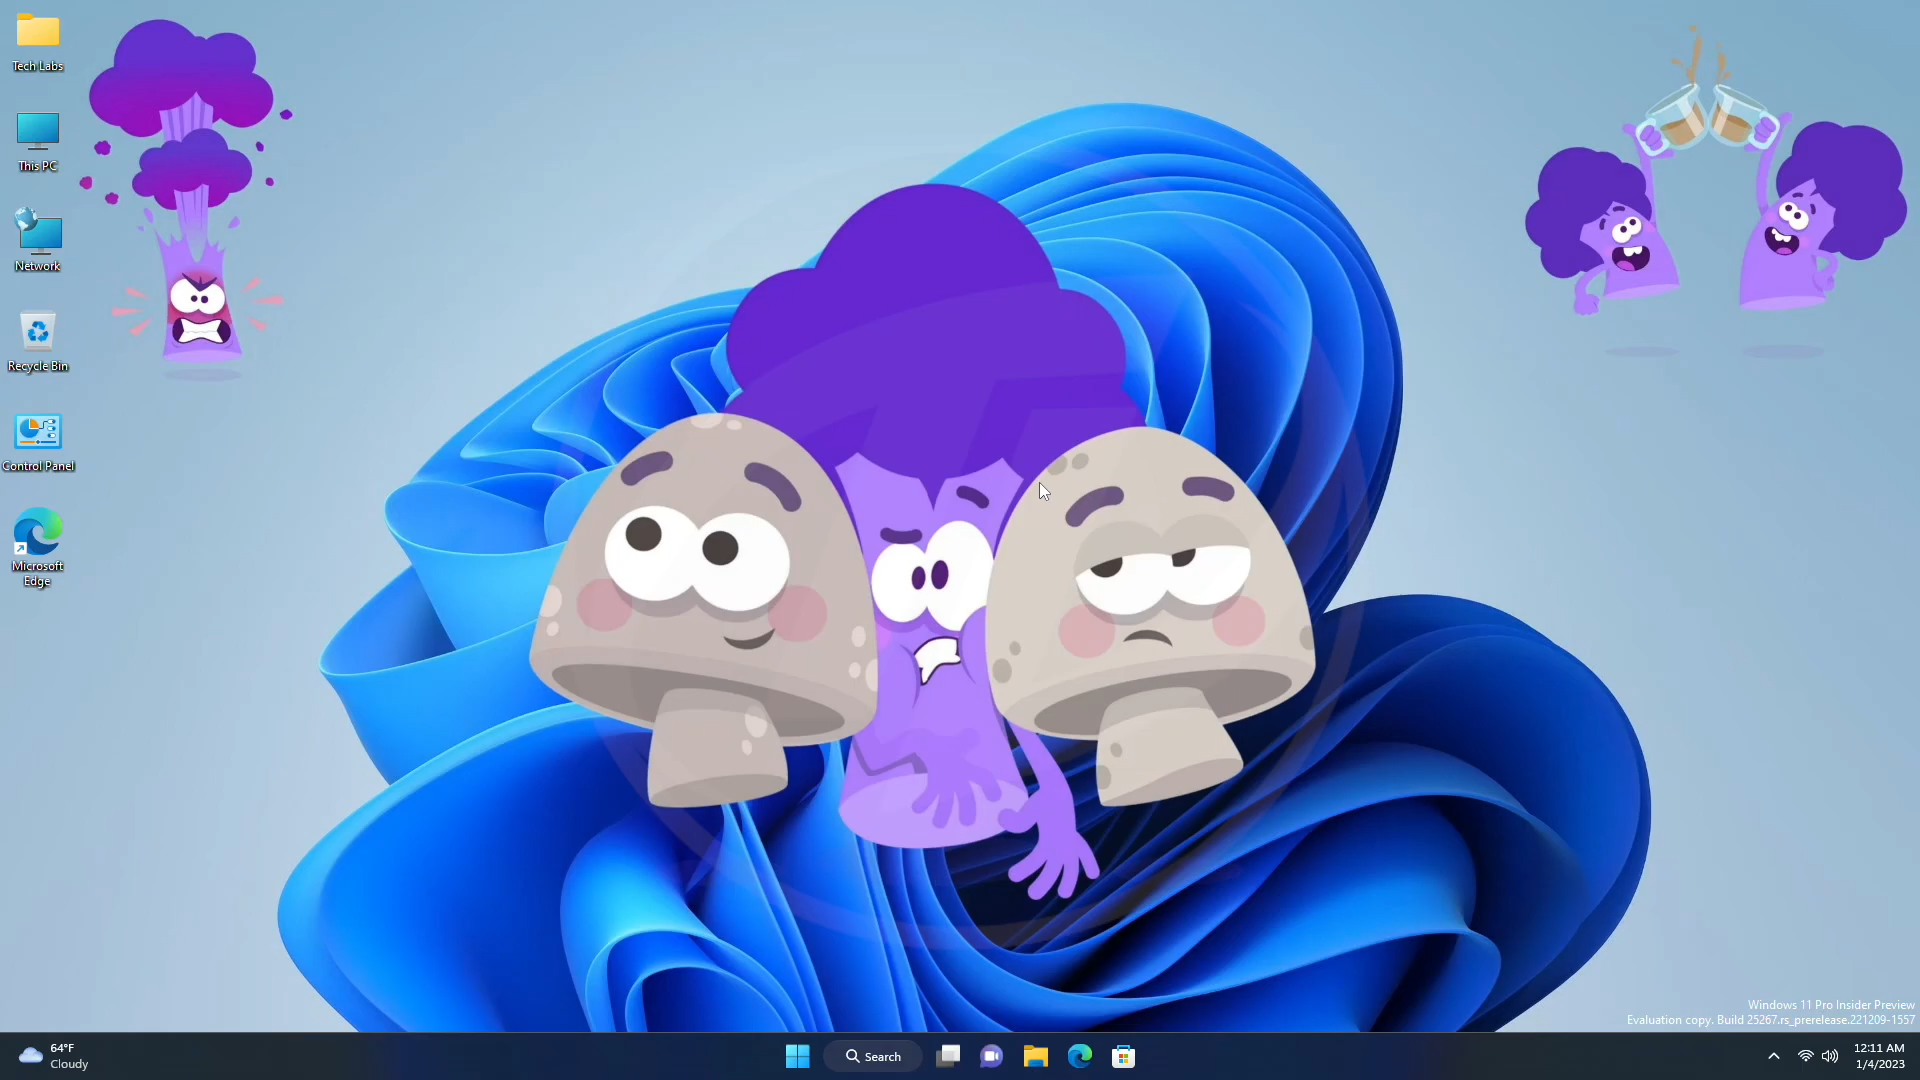 Tech Labs
This PC
Network
Recycle Bin
Control Panel
Microsoft
Edge
Windows 11 Pro Insider Preview
Evaluation copy. Build 25267.rs_prerelease.221209-1557
64°F
Cloudy
Search
12:11 AM
1/4/2023